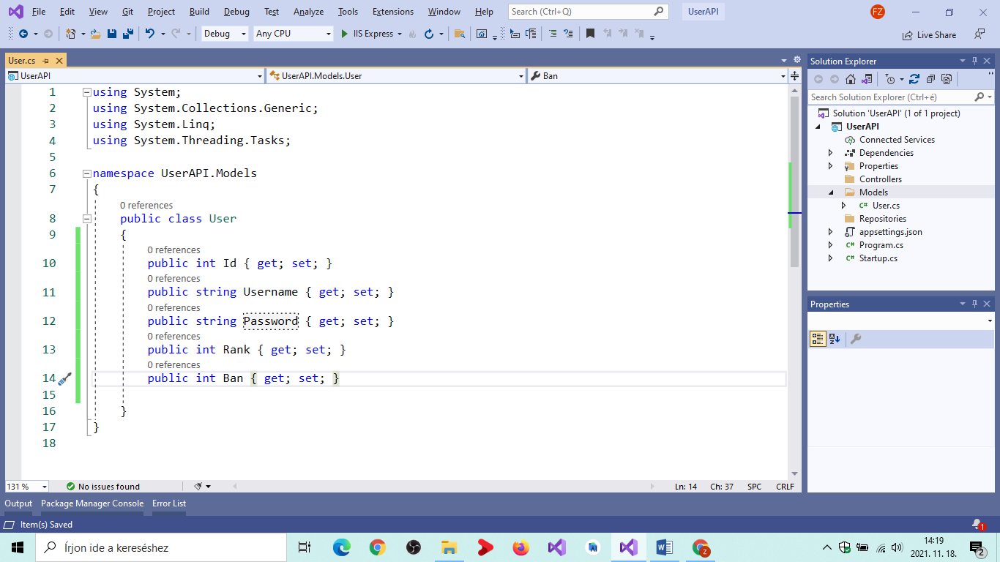 File Edit View Git Project Build Debug Test Analyze Tools Extensions Window Help Search (Ctrl+Q) UserAPI FZ
Debug Any CPU IIS Express Live Share
User.cs
UserAPI UserAPI.Models.User Ban
1 using System;
2 using System.Collections.Generic;
3 using System.Linq;
4 using System.Threading.Tasks;
5
6 namespace UserAPI.Models
7 {
0 references
8 public class User
9 {
0 references
10 public int Id { get; set; }
0 references
11 public string Username { get; set; }
0 references
12 public string Password { get; set; }
0 references
13 public int Rank { get; set; }
0 references
14 public int Ban { get; set; }
15
16 }
17 }
18
131 % No issues found Ln: 14 Ch: 37 SPC CRLF
Solution Explorer
Search Solution Explorer (Ctrl+é)
Solution 'UserAPI' (1 of 1 project)
UserAPI
Connected Services
Dependencies
Properties
Controllers
Models
C# User.cs
Repositories
appsettings.json
C# Program.cs
C# Startup.cs
Properties
Output Package Manager Console Error List
Item(s) Saved 1
Írjon ide a kereséshez Z 14:19
2021. 11. 18. 2